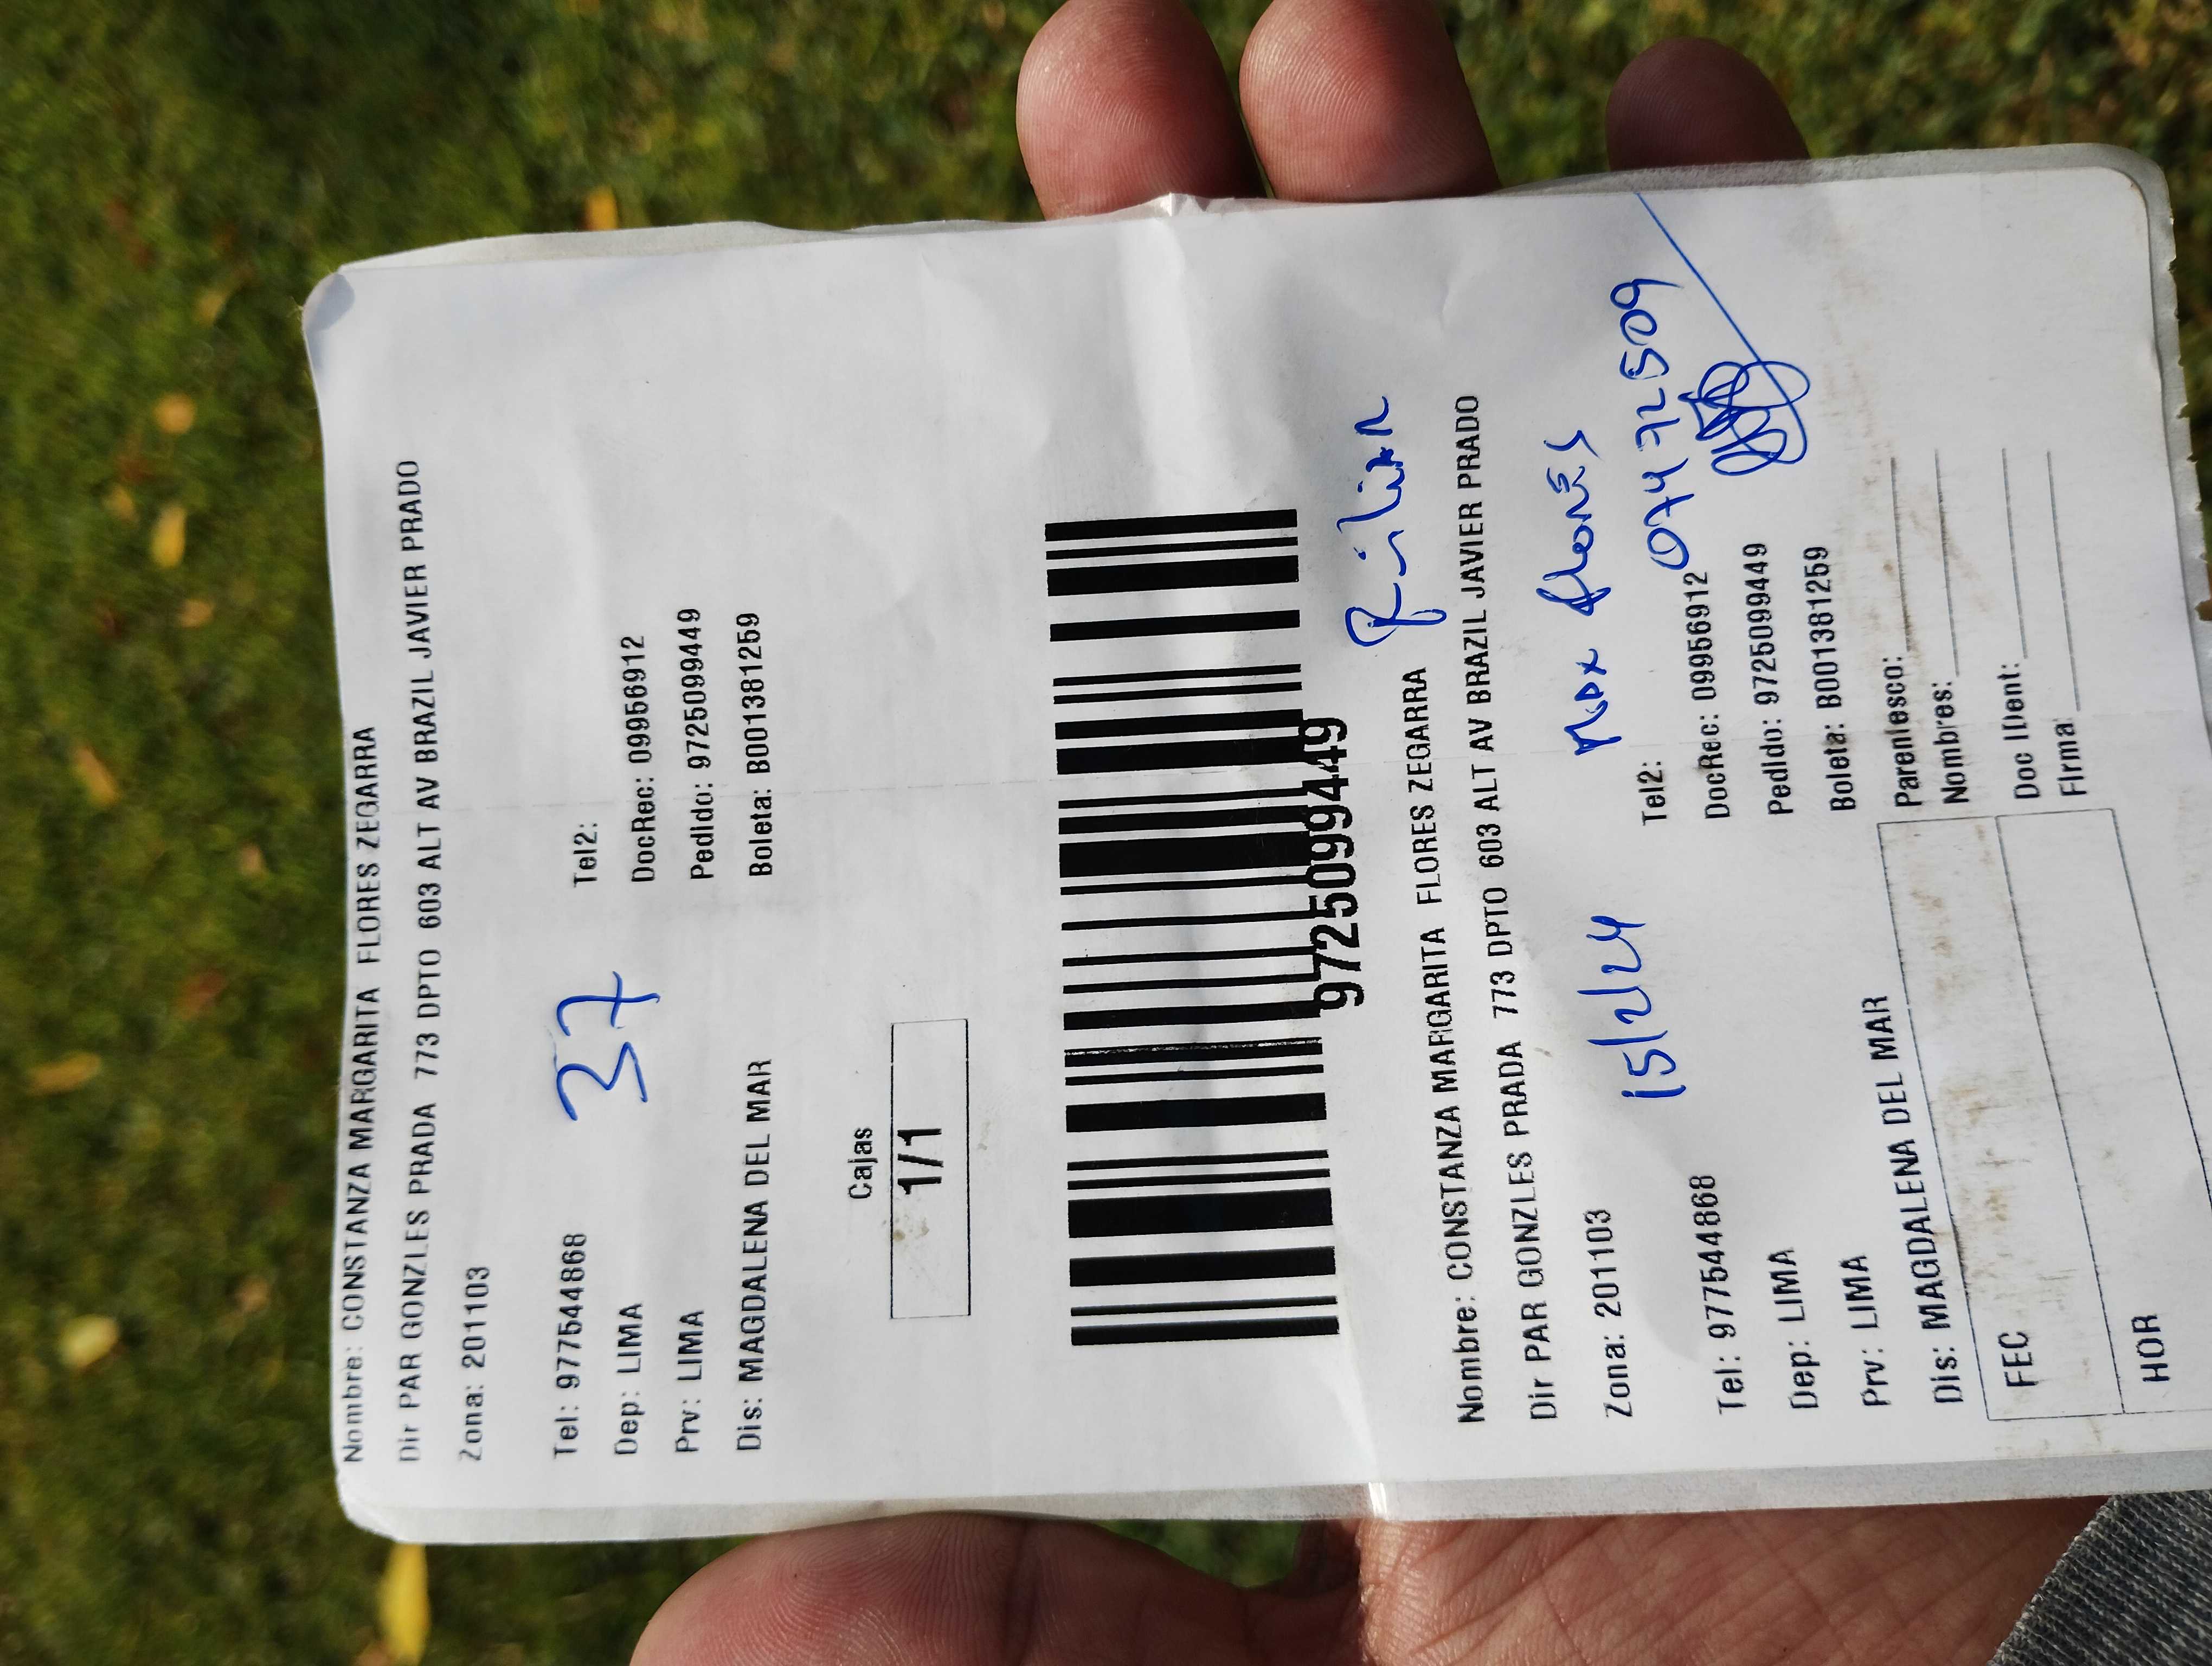 Nombre: CONSTANZA MARGARITA FLORES ZEGARRA
Dir PAR GONZLES PRADA 773 DPTO 603 ALT AV BRAZIL JAVIER PRADO
Zona: 201103
37
Tel: 977544868 Tel2:
Dep: LIMA DocRec: 09956912
Prv: LIMA Pedido: 9725099449
Dis: MAGDALENA DEL MAR Boleta: B001381259
Cajas
1/1
9725099449
Nombre: CONSTANZA MARGARITA FLORES ZEGARRA
Dir PAR GONZLES PRADA 773 DPTO 603 ALT AV BRAZIL JAVIER PRADO
Zona: 201103
15/2/24 Max flores
07472509
Tel: 977544868 Tel2:
Dep: LIMA DocRec: 09956912
Prv: LIMA Pedido: 9725099449
Dis: MAGDALENA DEL MAR Boleta: B001381259
FEC Parentesco:
Nombres:
HOR Doc IDent:
Firma